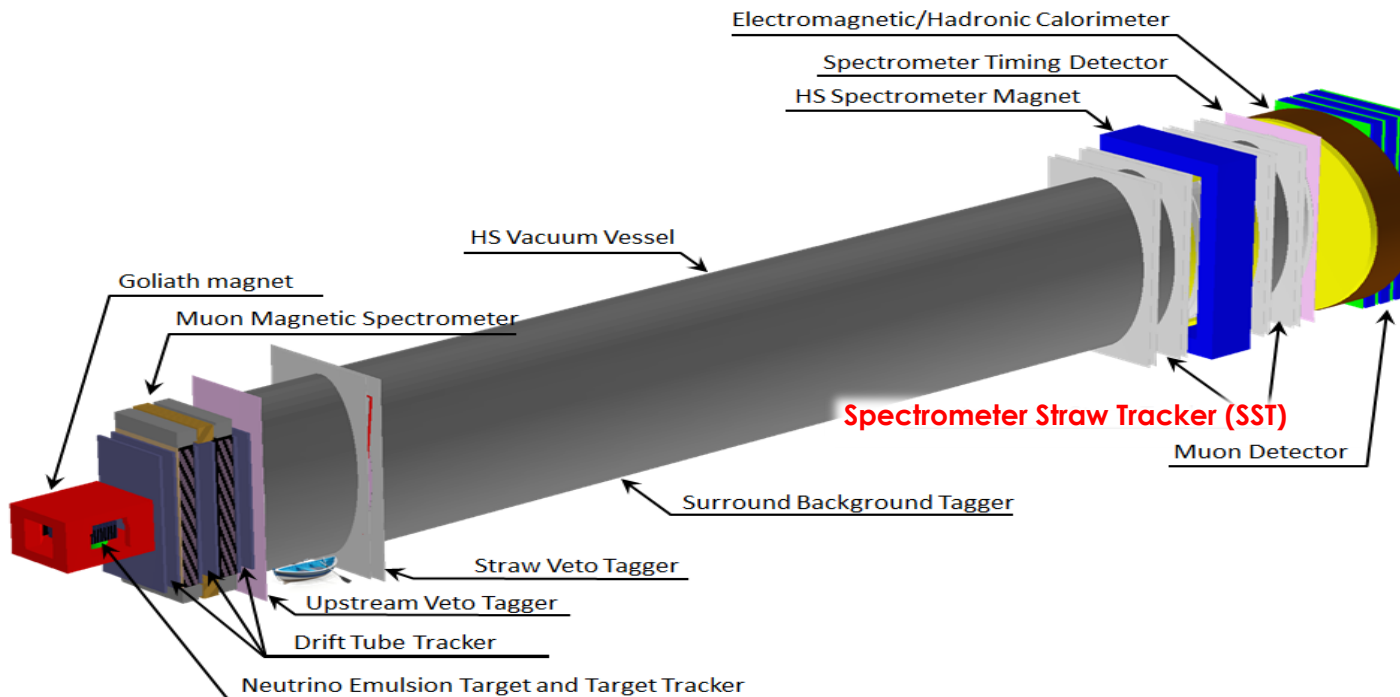 Electromagnetic/Hadronic Calorimeter
Spectrometer Timing Detector
HS Spectrometer Magnet
HS Vacuum Vessel
Goliath magnet
Muon Magnetic Spectrometer
Spectrometer Straw Tracker (SST)
Muon Detector
Surround Background Tagger
Straw Veto Tagger
Upstream Veto Tagger
Drift Tube Tracker
Neutrino Emulsion Target and Target Tracker